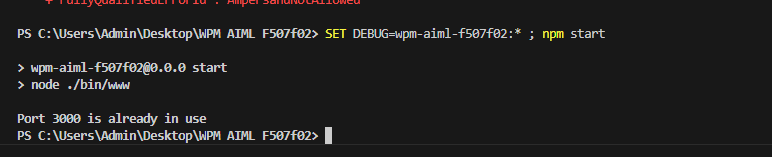 + FullyQualifiedErrorId : AmpersandNotAllowed
PS C:\Users\Admin\Desktop\WPM AIML F507f02> SET DEBUG=wpm-aiml-f507f02:* ; npm start
> wpm-aiml-f507f02@0.0.0 start
> node ./bin/www
Port 3000 is already in use
PS C:\Users\Admin\Desktop\WPM AIML F507f02>